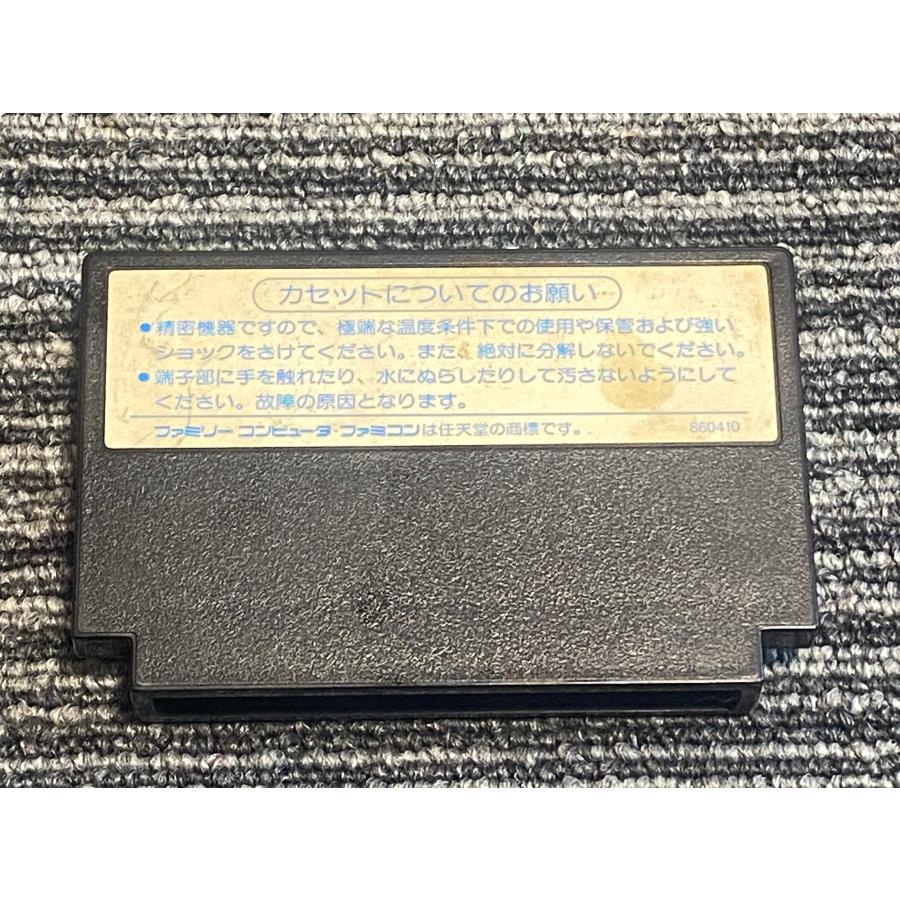 カセットについてのお願い
●精密機器ですので、極端な温度条件下での使用や保管および強い
ショックをさけてください。また、絶対に分解しないでください。
●端子部に手を触れたり、水にぬらしたりして汚さないようにして
ください。故障の原因となります。
ファミリー コンピュータ・ファミコンは任天堂の商標です。 860410